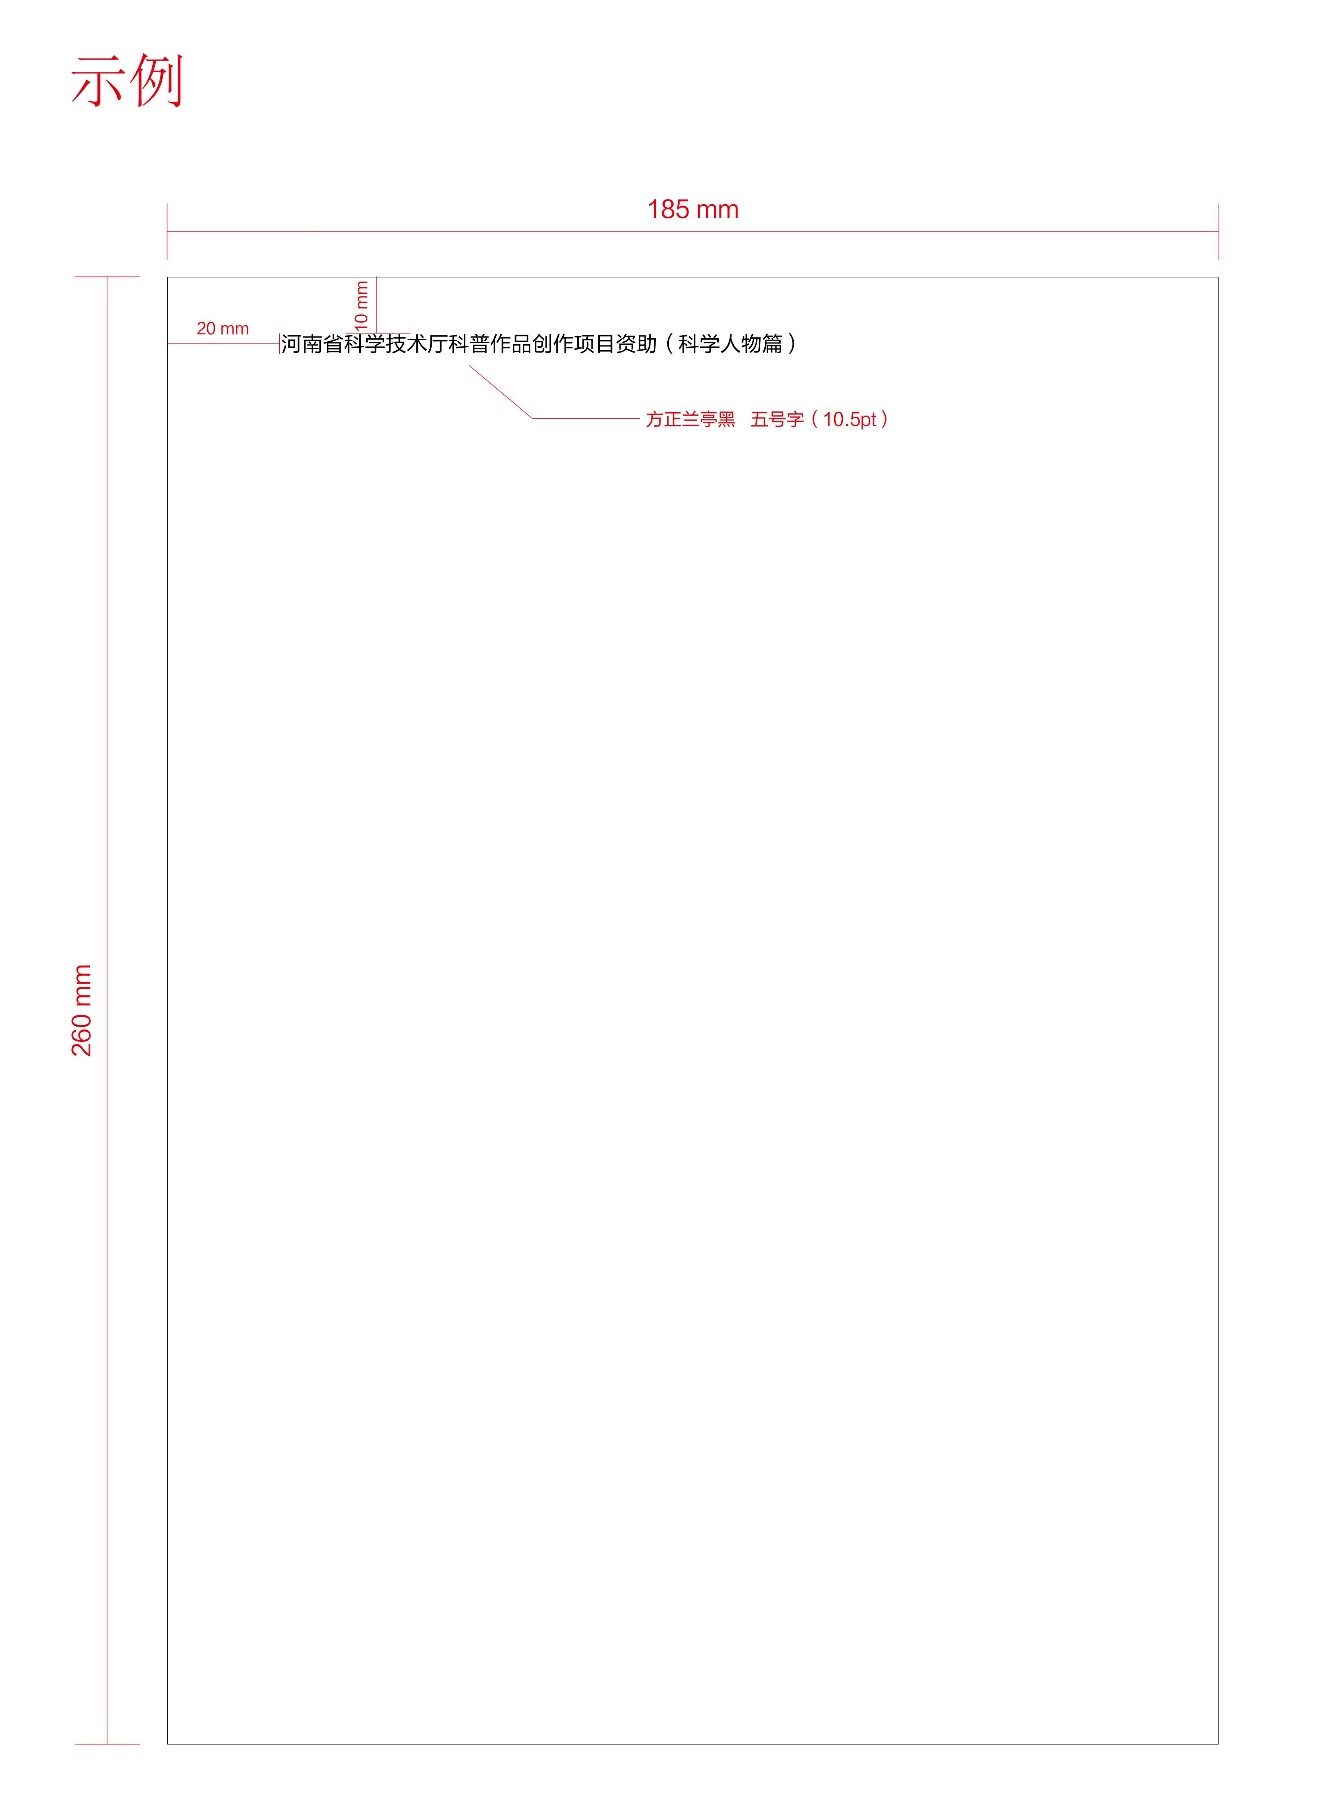 示例
185 mm
10 mm
20 mm
河南省科学技术厅科普作品创作项目资助（科学人物篇）
方正兰亭黑 五号字（10.5pt）
260 mm